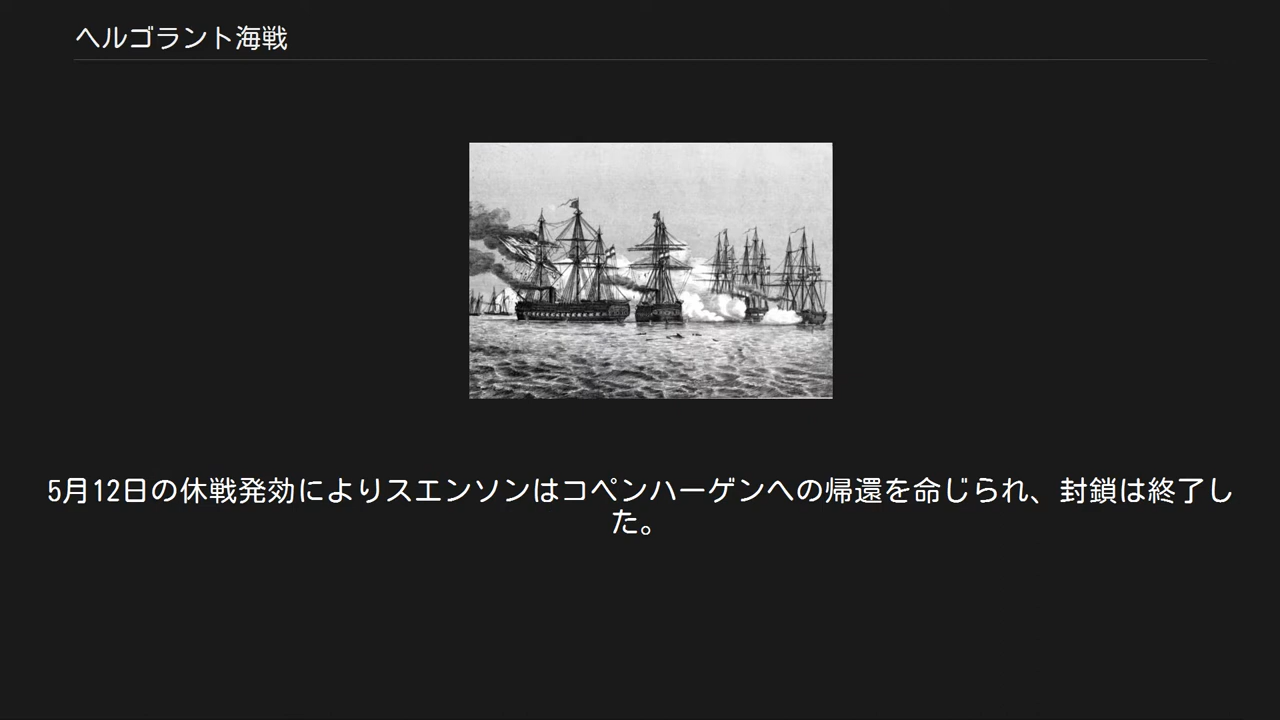 ヘルゴラント海戦
5月12日の休戦発効によりスエンソンはコペンハーゲンへの帰還を命じられ、封鎖は終了し
た。